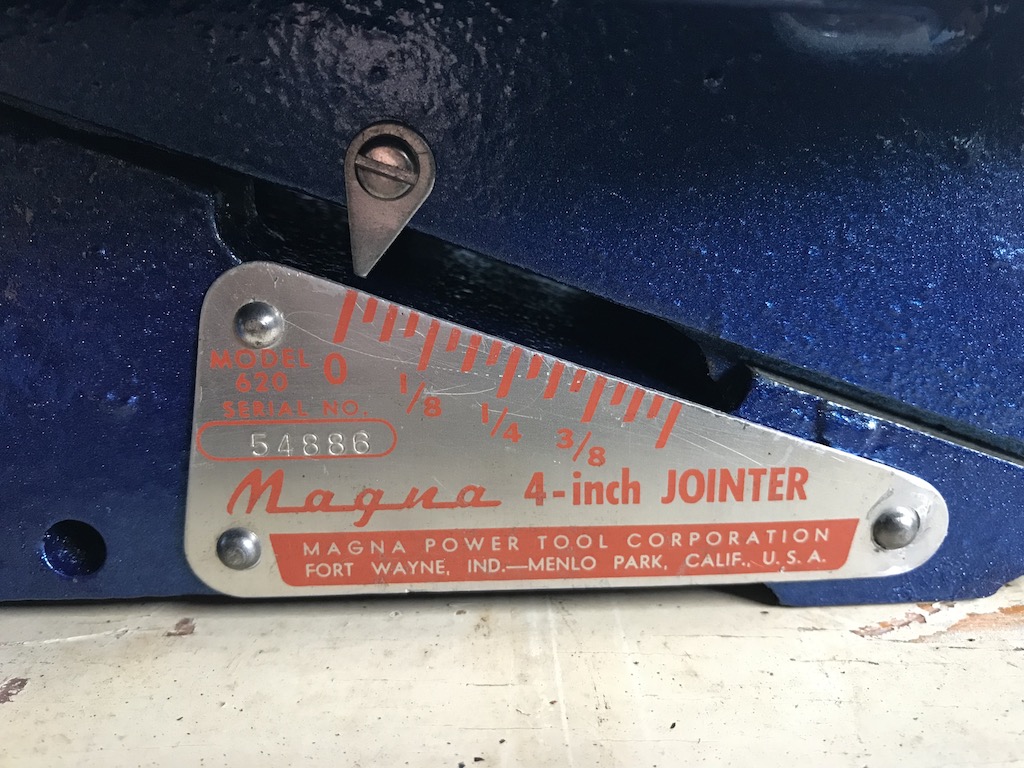 0 1/8 1/4 3/8
MODEL
620
SERIAL NO.
54886
Magna 4-inch JOINTER
MAGNA POWER TOOL CORPORATION
FORT WAYNE, IND.—MENLO PARK, CALIF., U.S.A.